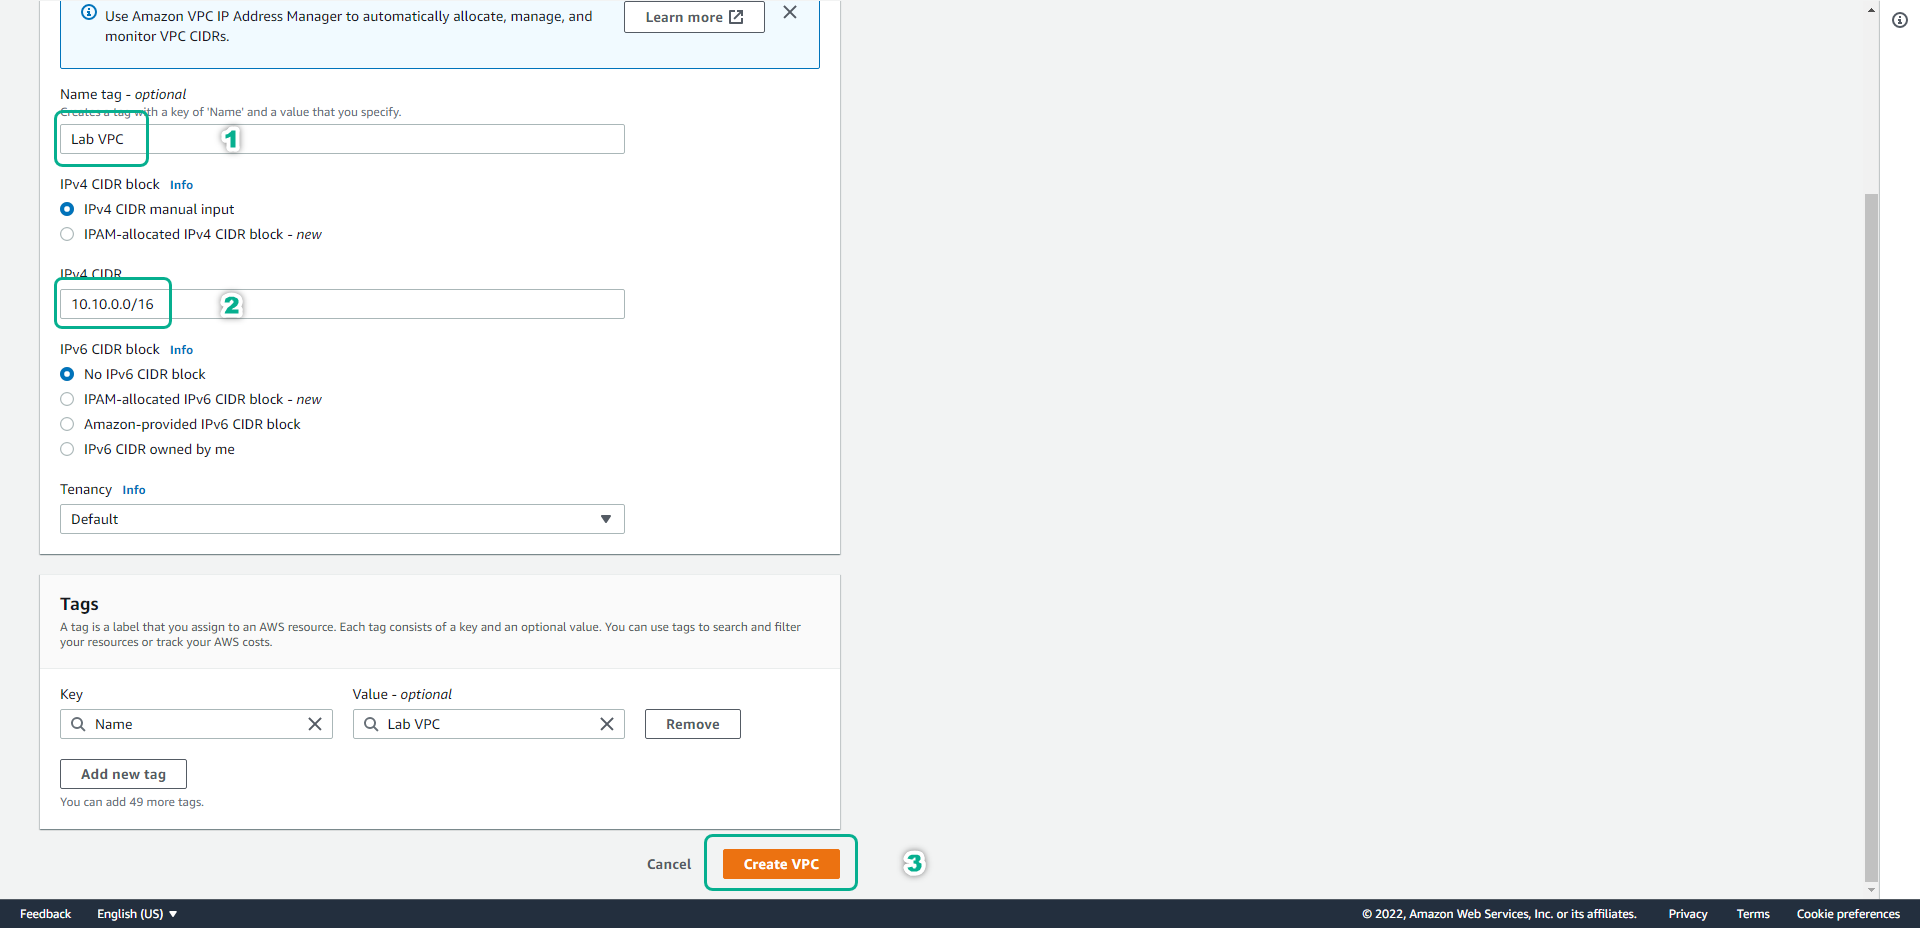 Use Amazon VPC IP Address Manager to automatically allocate, manage, and
monitor VPC CIDRs.
Learn more
Name tag - optional
Creates a tag with a key of 'Name' and a value that you specify.
Lab VPC
1
IPv4 CIDR block Info
IPv4 CIDR manual input
IPAM-allocated IPv4 CIDR block - new
IPv4 CIDR
10.10.0.0/16
2
IPv6 CIDR block Info
No IPv6 CIDR block
IPAM-allocated IPv6 CIDR block - new
Amazon-provided IPv6 CIDR block
IPv6 CIDR owned by me
Tenancy Info
Default
Tags
A tag is a label that you assign to an AWS resource. Each tag consists of a key and an optional value. You can use tags to search and filter
your resources or track your AWS costs.
Key
Value - optional
Name
Lab VPC
Remove
Add new tag
You can add 49 more tags.
Cancel
Create VPC
3
Feedback
English (US)
© 2022, Amazon Web Services, Inc. or its affiliates.
Privacy
Terms
Cookie preferences